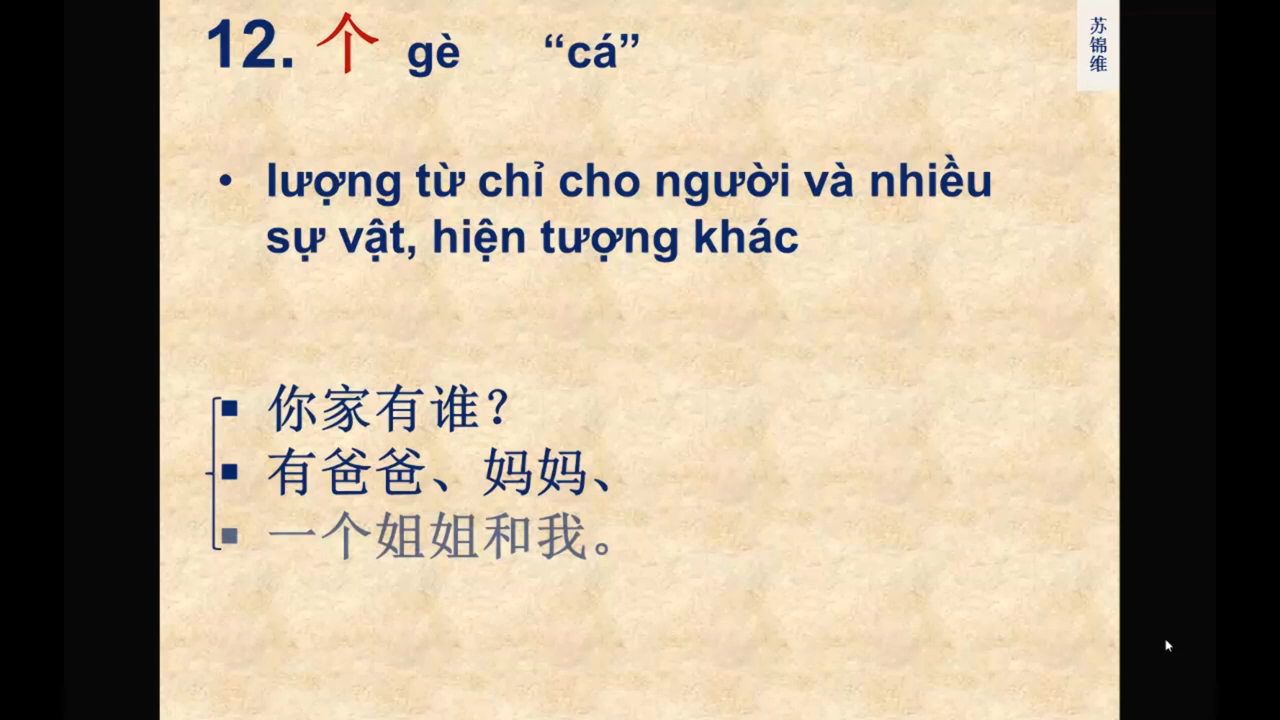 12. 个 gè “cá”
苏锦维
• lượng từ chỉ cho người và nhiều
sự vật, hiện tượng khác
▪ 你家有谁？
▪ 有爸爸、妈妈、
▪ 一个姐姐和我。